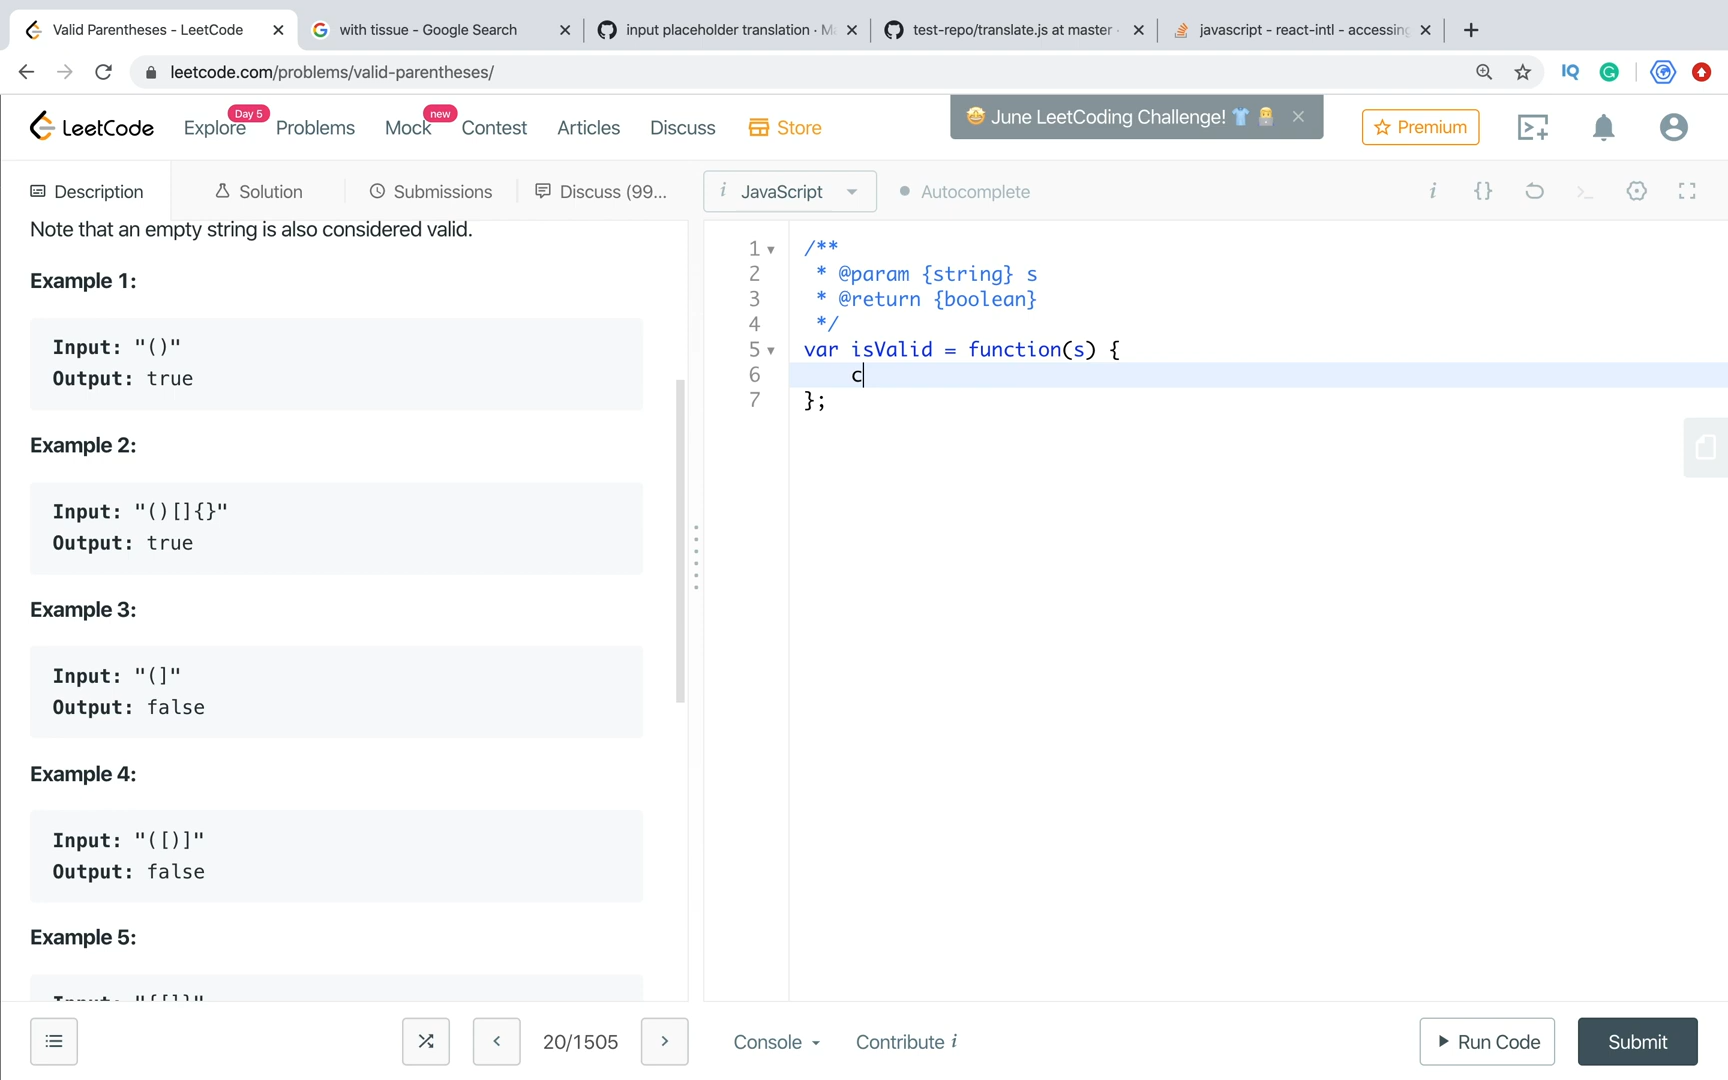 Valid Parentheses - LeetCode
with tissue - Google Search
input placeholder translation · M
test-repo/translate.js at master
javascript - react-intl - accessing
leetcode.com/problems/valid-parentheses/
IQ
LeetCode
Explore
Day 5
Problems
Mock
new
Contest
Articles
Discuss
Store
June LeetCoding Challenge!
Premium
Description
Solution
Submissions
Discuss (99...
i JavaScript
Autocomplete
i
{}
Note that an empty string is also considered valid.
Example 1:
Input: "()"
Output: true
Example 2:
Input: "()[]{}"
Output: true
Example 3:
Input: "(]"
Output: false
Example 4:
Input: "([)]"
Output: false
Example 5:
Input: "{[]}"
1 /**
2  * @param {string} s
3  * @return {boolean}
4  */
5 var isValid = function(s) {
6     c
7 };
20/1505
Console
Contribute i
Run Code
Submit